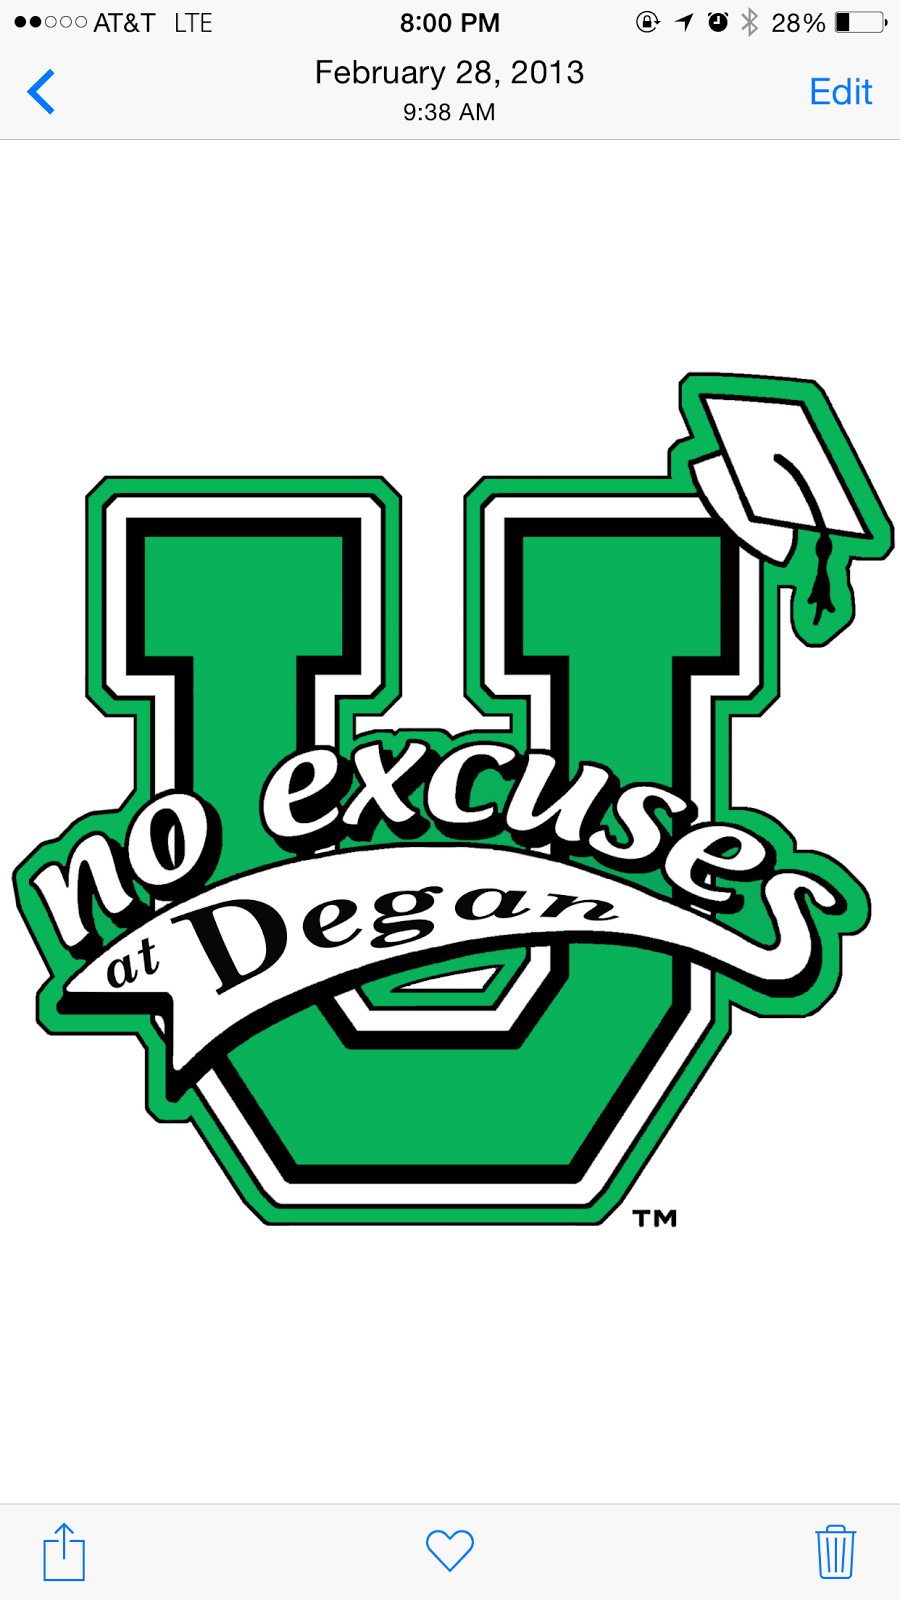 AT&T LTE 8:00 PM 28%
February 28, 2013
9:38 AM
Edit
no excuses
at Degan
U
TM